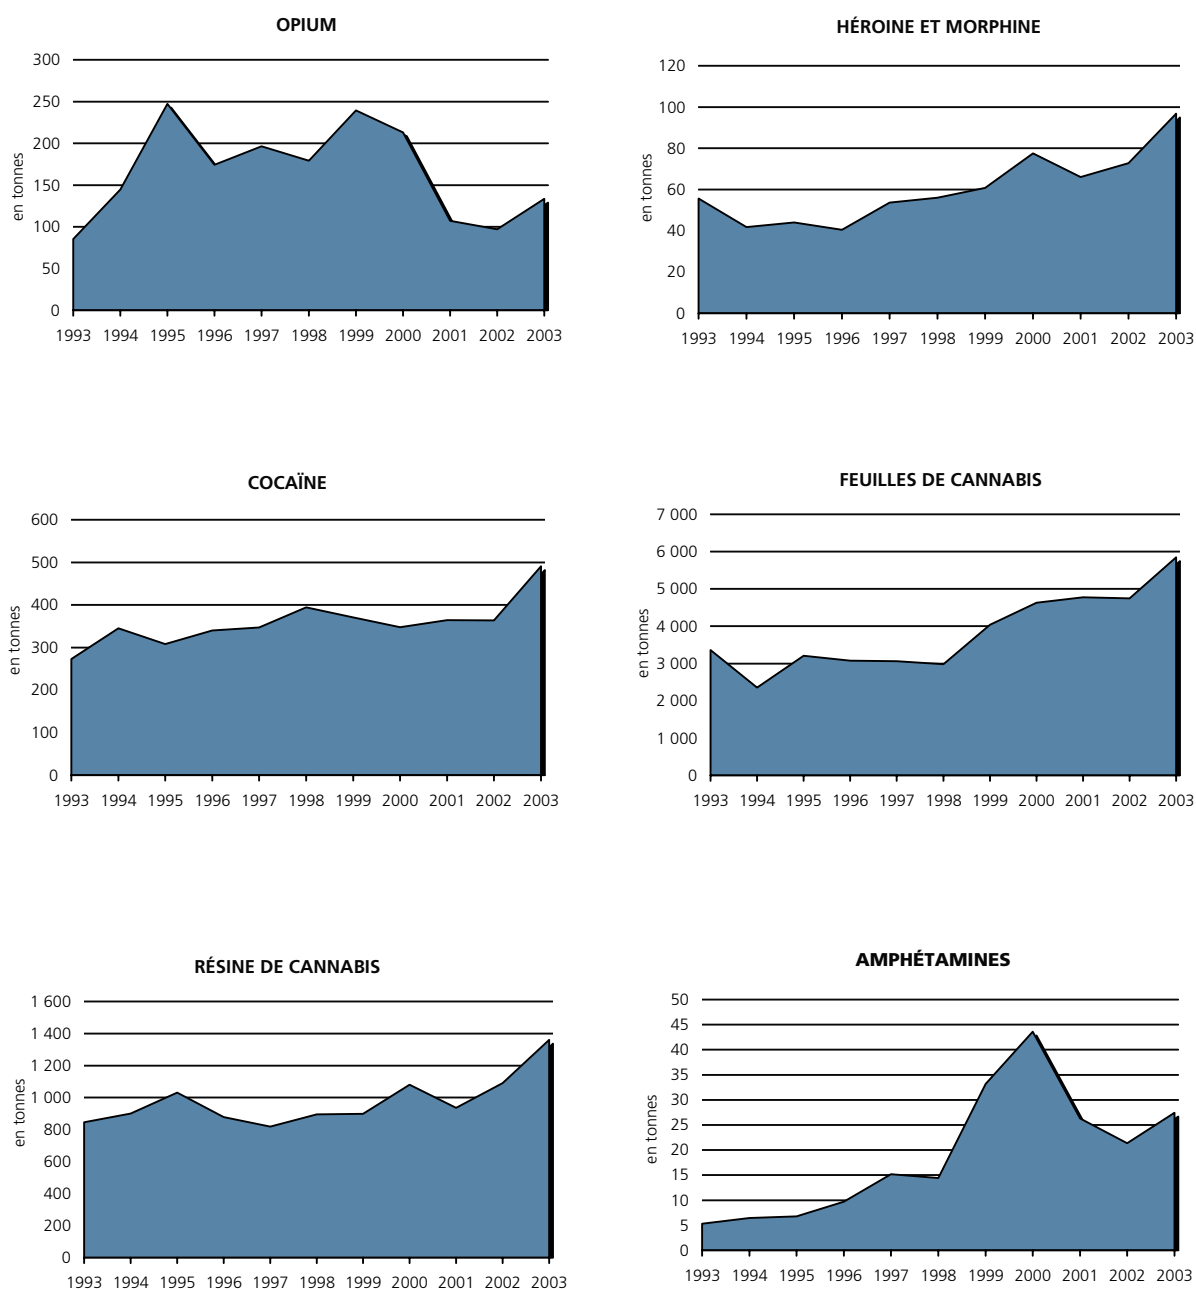 OPIUM
300
250
200
150
100
50
0
en tonnes
1993 1994 1995 1996 1997 1998 1999 2000 2001 2002 2003
HÉROINE ET MORPHINE
120
100
80
60
40
20
0
en tonnes
1993 1994 1995 1996 1997 1998 1999 2000 2001 2002 2003
COCAÏNE
600
500
400
300
200
100
0
en tonnes
1993 1994 1995 1996 1997 1998 1999 2000 2001 2002 2003
FEUILLES DE CANNABIS
7 000
6 000
5 000
4 000
3 000
2 000
1 000
0
en tonnes
1993 1994 1995 1996 1997 1998 1999 2000 2001 2002 2003
RÉSINE DE CANNABIS
1 600
1 400
1 200
1 000
800
600
400
200
0
en tonnes
1993 1994 1995 1996 1997 1998 1999 2000 2001 2002 2003
AMPHÉTAMINES
50
45
40
35
30
25
20
15
10
5
0
en tonnes
1993 1994 1995 1996 1997 1998 1999 2000 2001 2002 2003